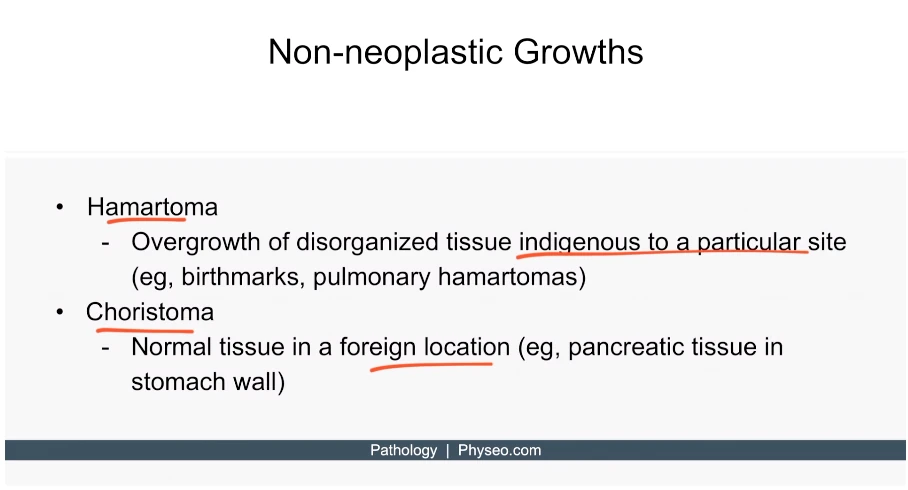 Non-neoplastic Growths
• Hamartoma
- Overgrowth of disorganized tissue indigenous to a particular site
(eg, birthmarks, pulmonary hamartomas)
• Choristoma
- Normal tissue in a foreign location (eg, pancreatic tissue in
stomach wall)
Pathology | Physeo.com